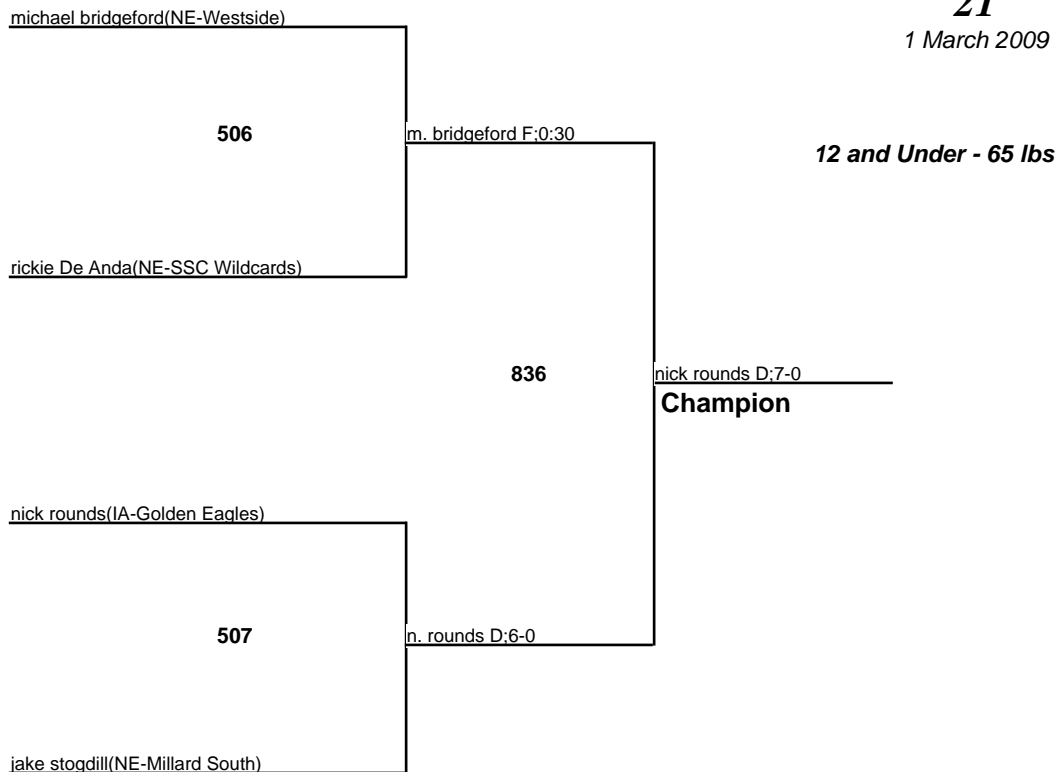 michael bridgeford(NE-Westside)
21
1 March 2009
506
m. bridgeford F;0:30
12 and Under - 65 lbs
rickie De Anda(NE-SSC Wildcards)
836
nick rounds D;7-0
Champion
nick rounds(IA-Golden Eagles)
507
n. rounds D;6-0
jake stogdill(NE-Millard South)